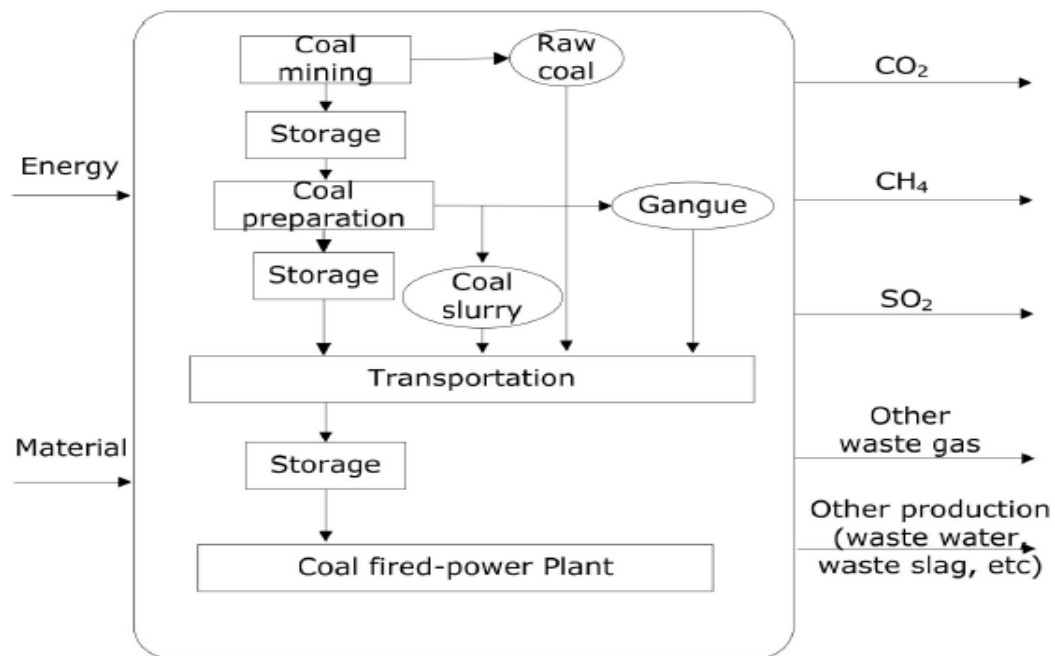 Coal
mining
Raw
coal
CO₂
Storage
Energy
CH₄
Coal
preparation
Gangue
Storage
Coal
slurry
SO₂
Transportation
Material
Other
waste gas
Storage
Other production
(waste water,
waste slag, etc)
Coal fired-power Plant